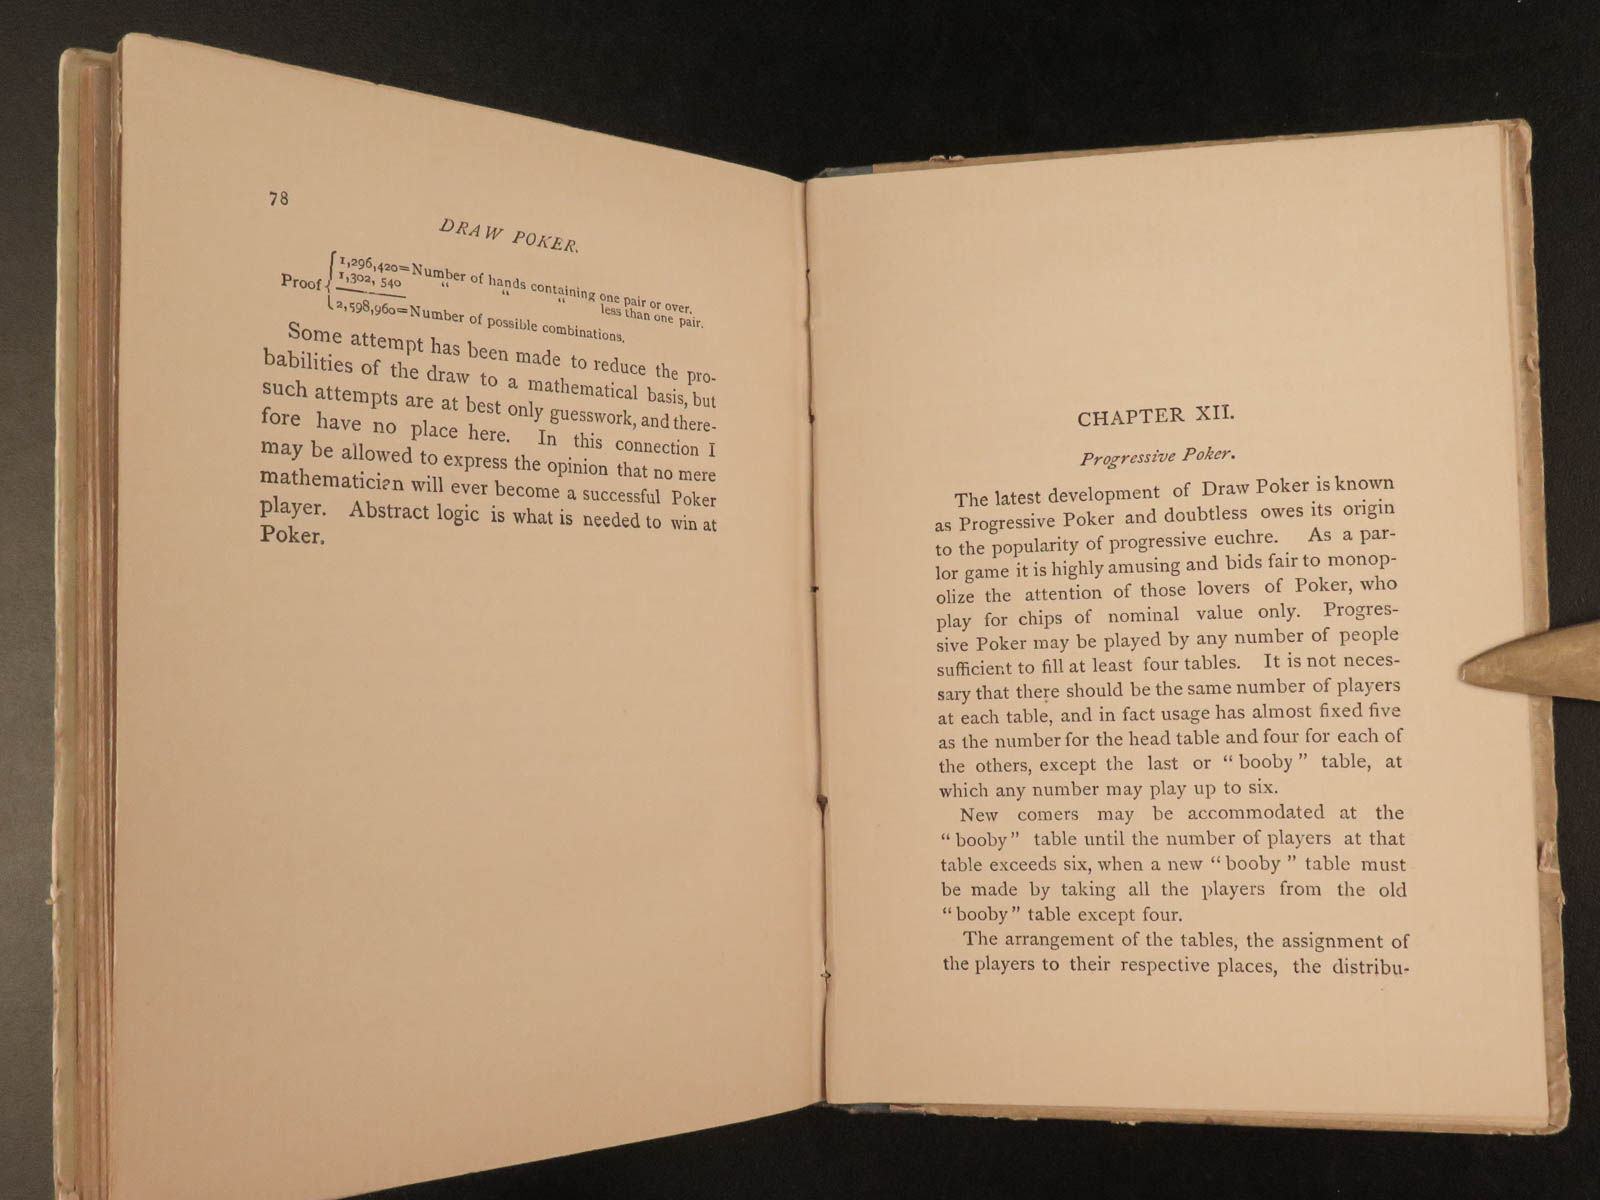 78
DRAW POKER.
Proof { 1,296,420=Number of hands containing one pair or over.
1,302, 540 " " " less than one pair.
2,598,960=Number of possible combinations.
Some attempt has been made to reduce the pro-
babilities of the draw to a mathematical basis, but
such attempts are at best only guesswork, and there-
fore have no place here. In this connection I
may be allowed to express the opinion that no mere
mathematician will ever become a successful Poker
player. Abstract logic is what is needed to win at
Poker.
CHAPTER XII.
Progressive Poker.
The latest development of Draw Poker is known
as Progressive Poker and doubtless owes its origin
to the popularity of progressive euchre. As a par-
lor game it is highly amusing and bids fair to monop-
olize the attention of those lovers of Poker, who
play for chips of nominal value only. Progres-
sive Poker may be played by any number of people
sufficient to fill at least four tables. It is not neces-
sary that there should be the same number of players
at each table, and in fact usage has almost fixed five
as the number for the head table and four for each of
the others, except the last or "booby" table, at
which any number may play up to six.
New comers may be accommodated at the
"booby" table until the number of players at that
table exceeds six, when a new "booby" table must
be made by taking all the players from the old
"booby" table except four.
The arrangement of the tables, the assignment of
the players to their respective places, the distribu-